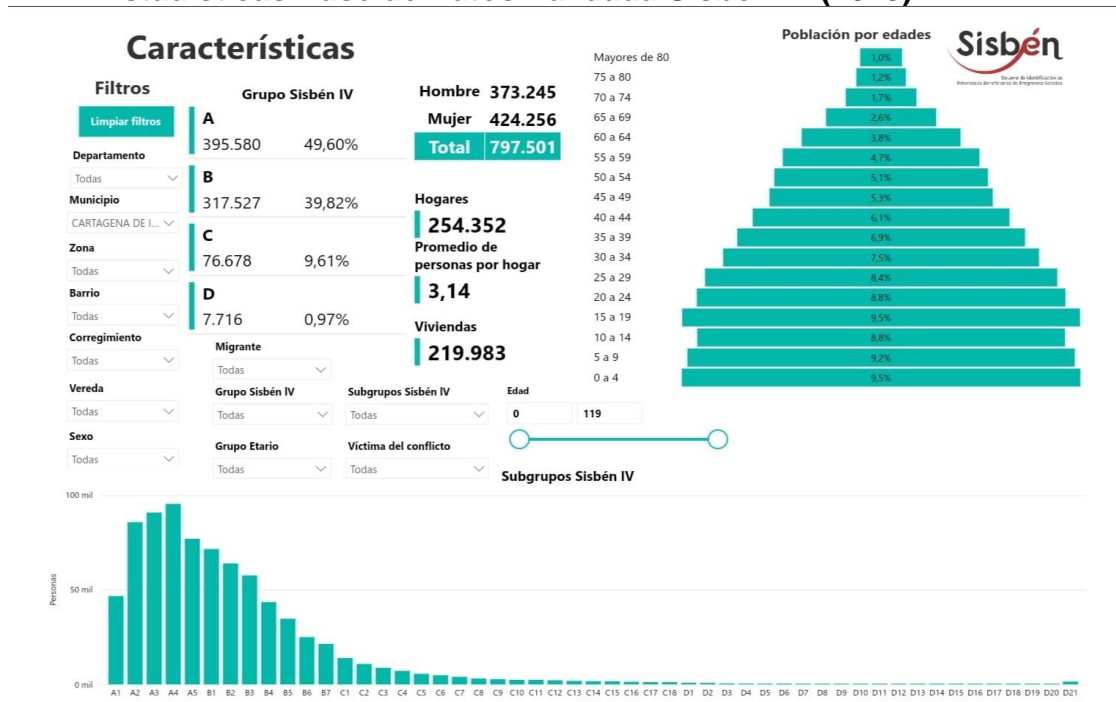 Características
Filtros
Limpiar filtros
Departamento
Todas
Municipio
CARTAGENA DE I...
Zona
Todas
Barrio
Todas
Corregimiento
Todas
Vereda
Todas
Sexo
Todas
Grupo Sisbén IV
A
395.580 49,60%
B
317.527 39,82%
C
76.678 9,61%
D
7.716 0,97%
Migrante
Todas
Grupo Sisbén IV
Todas
Subgrupos Sisbén IV
Todas
Grupo Etario
Todas
Víctima del conflicto
Todas
Hombre 373.245
Mujer 424.256
Total 797.501
Hogares
254.352
Promedio de
personas por hogar
3,14
Viviendas
219.983
Edad
0 119
Población por edades
Sisbén
Sistema de Identificación de
Potenciales Beneficiarios de Programas Sociales
Mayores de 80 1,0%
75 a 80 1,2%
70 a 74 1,7%
65 a 69 2,6%
60 a 64 3,8%
55 a 59 4,7%
50 a 54 5,1%
45 a 49 5,3%
40 a 44 6,1%
35 a 39 6,9%
30 a 34 7,5%
25 a 29 8,4%
20 a 24 8,8%
15 a 19 9,5%
10 a 14 8,8%
5 a 9 9,2%
0 a 4 9,5%
Subgrupos Sisbén IV
Personas
100 mil
50 mil
0 mil
A1 A2 A3 A4 A5 B1 B2 B3 B4 B5 B6 B7 C1 C2 C3 C4 C5 C6 C7 C8 C9 C10 C11 C12 C13 C14 C15 C16 C17 C18 D1 D2 D3 D4 D5 D6 D7 D8 D9 D10 D11 D12 D13 D14 D15 D16 D17 D18 D19 D20 D21